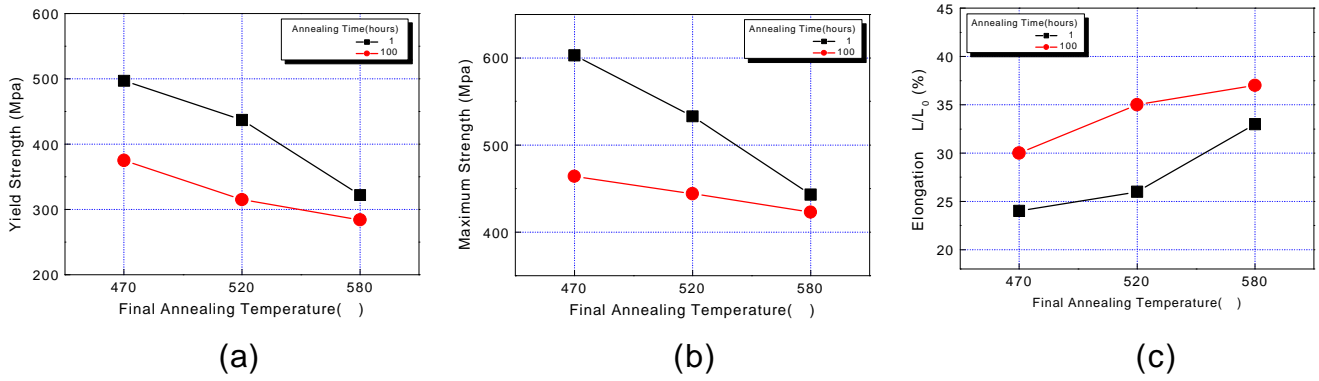 600
500
400
300
200
Yield Strength (Mpa)
Annealing Time(hours)
1
100
470 520 580
Final Annealing Temperature( )
(a)
600
500
400
Maximum Strength (Mpa)
Annealing Time(hours)
1
100
470 520 580
Final Annealing Temperature( )
(b)
45
40
35
30
25
20
Elongation L/L0 (%)
Annealing Time(hours)
1
100
470 520 580
Final Annealing Temperature( )
(c)